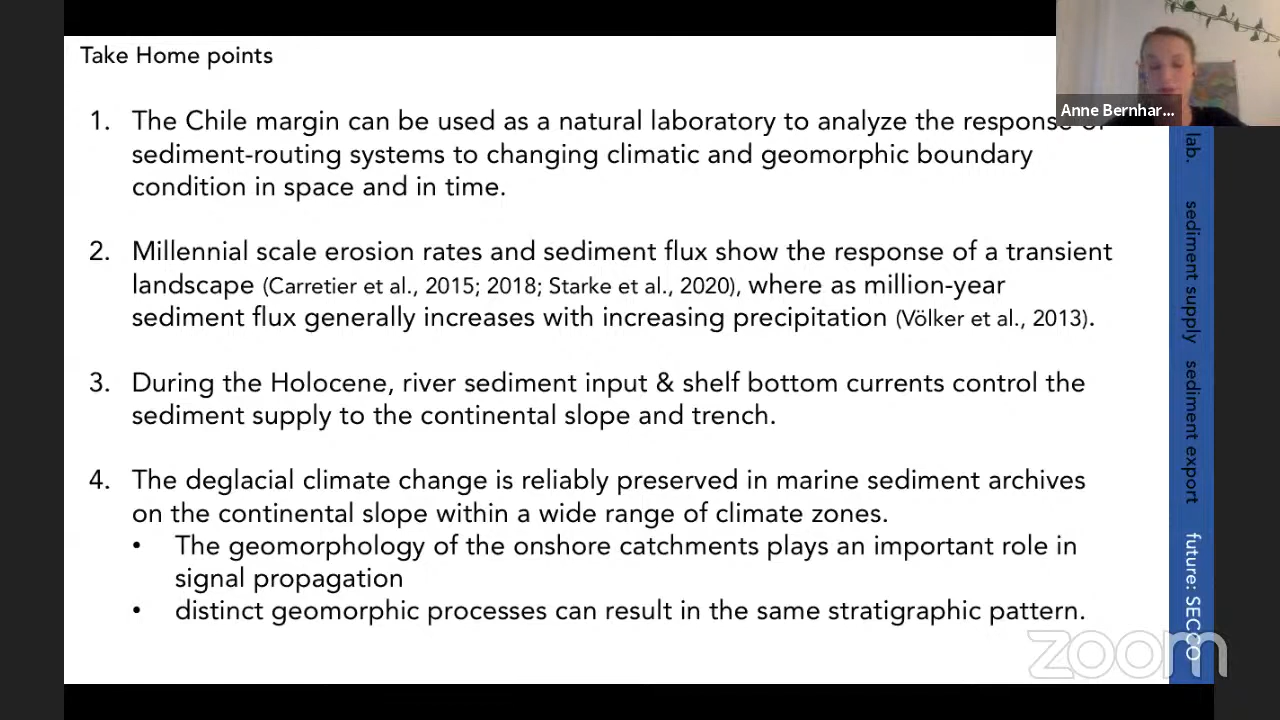 Take Home points
1. The Chile margin can be used as a natural laboratory to analyze the response of
sediment-routing systems to changing climatic and geomorphic boundary
condition in space and in time.
2. Millennial scale erosion rates and sediment flux show the response of a transient
landscape (Carretier et al., 2015; 2018; Starke et al., 2020), where as million-year
sediment flux generally increases with increasing precipitation (Völker et al., 2013).
3. During the Holocene, river sediment input & shelf bottom currents control the
sediment supply to the continental slope and trench.
4. The deglacial climate change is reliably preserved in marine sediment archives
on the continental slope within a wide range of climate zones.
• The geomorphology of the onshore catchments plays an important role in
signal propagation
• distinct geomorphic processes can result in the same stratigraphic pattern.
Anne Bernhar...
lab. sediment supply sediment export future: SECCO
zoom